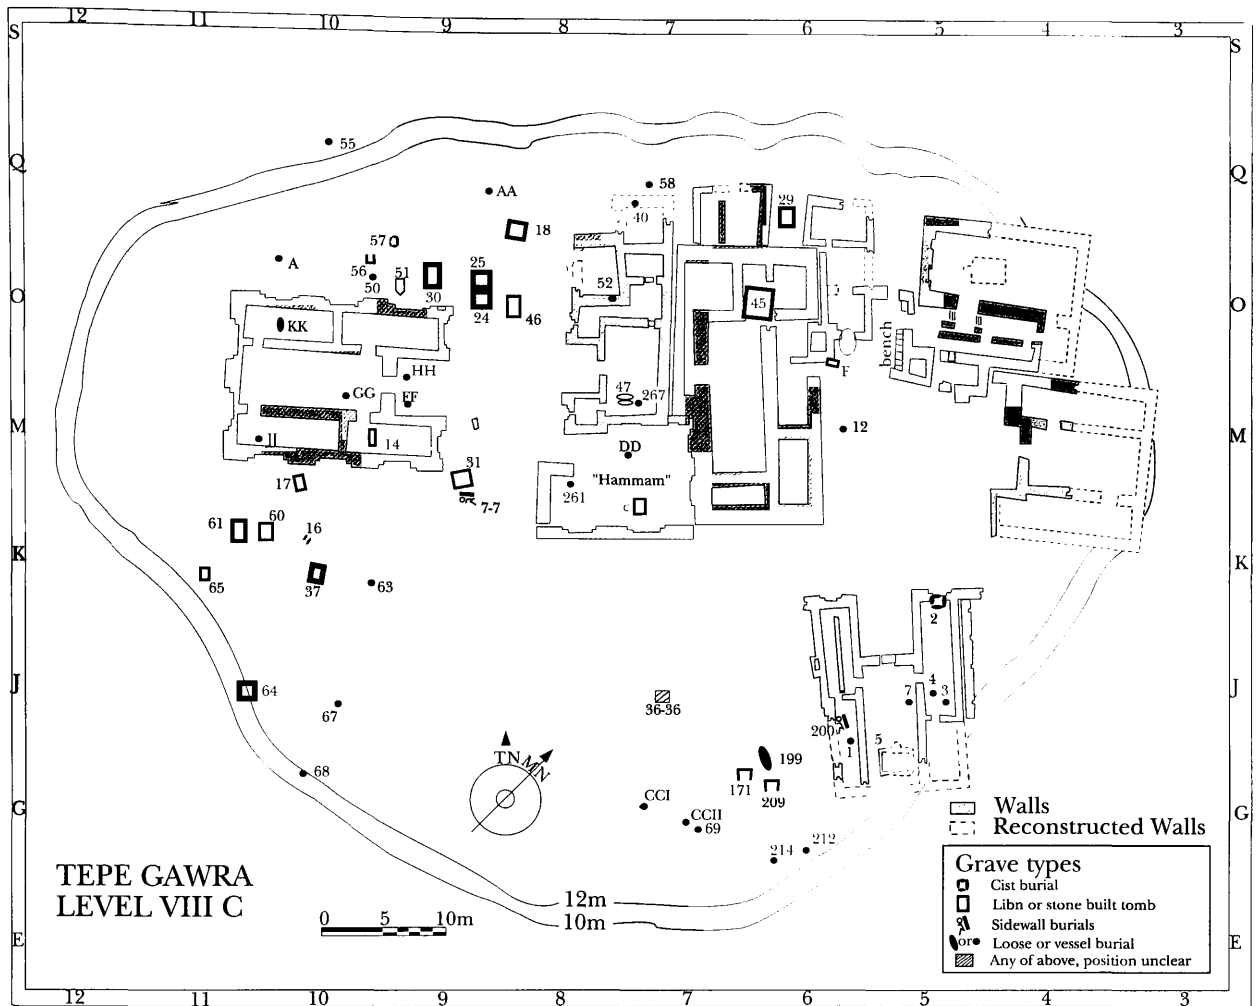 12 11 10 9 8 7 6 5 4 3
S S
55
Q Q
AA 58
29
40
18
57
A
56 25
50 51 52
O 30 45 O
24 46
KK
bench
HH F
GG FF 47 267
M 12 M
JJ 14 DD
31
17 "Hammam"
7-7 261 c
61 60 16
K K
65 37 63
2
J 64 4 J
7 3
67 36-36
200
1 5
TN MN 199
68 171
CCI 209
G CCII G
69 Walls
Reconstructed Walls
214 212
TEPE GAWRA
LEVEL VIII C
Grave types
Cist burial
12m Libn or stone built tomb
0 5 10m
10m Sidewall burials
E or Loose or vessel burial E
Any of above, position unclear
12 11 10 9 8 7 6 5 4 3